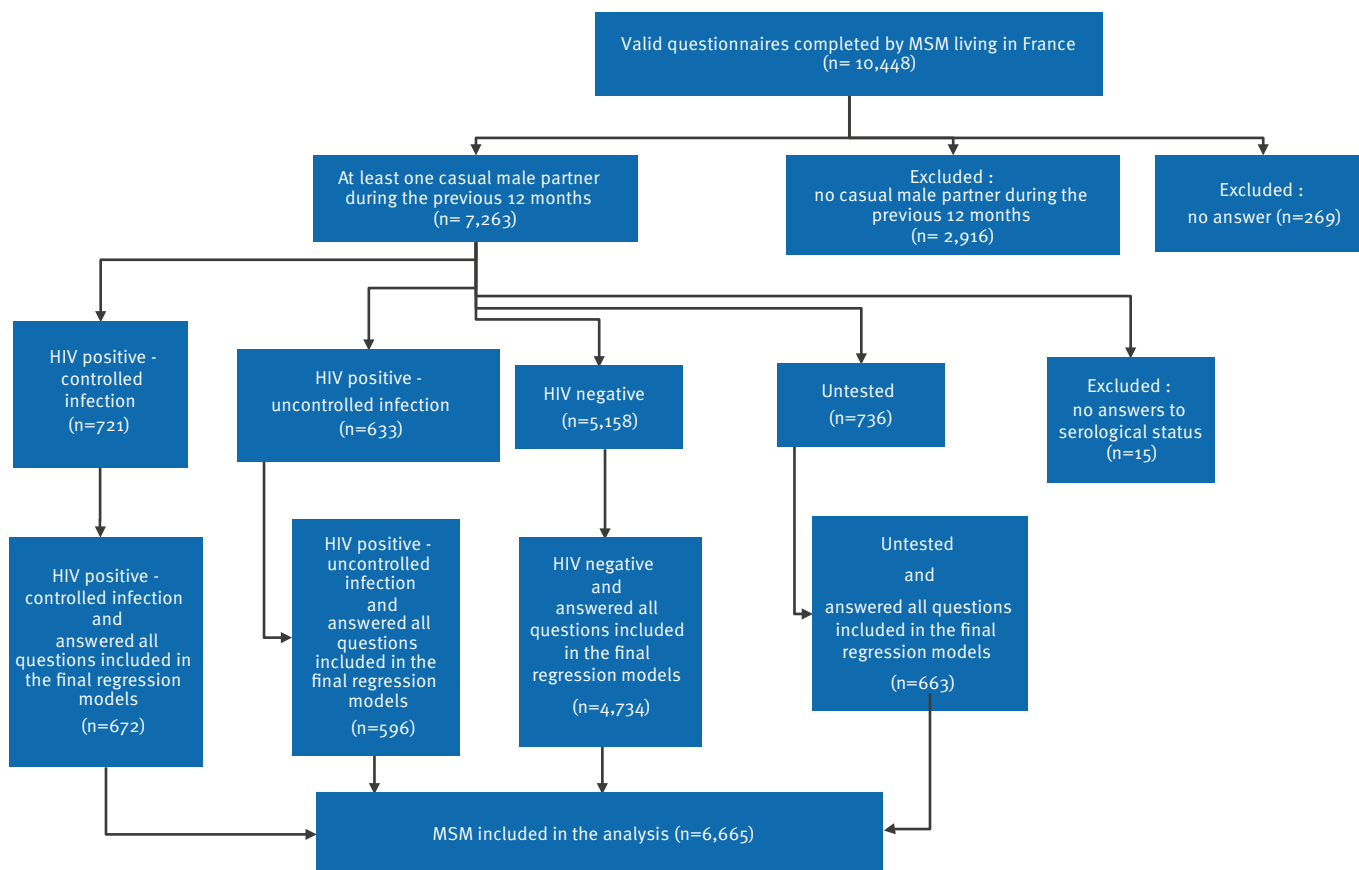 Valid questionnaires completed by MSM living in France
(n= 10,448)
At least one casual male partner
during the previous 12 months
(n= 7,263)
Excluded :
no casual male partner during the
previous 12 months
(n= 2,916)
Excluded :
no answer (n=269)
HIV positive -
controlled
infection
(n=721)
HIV positive -
uncontrolled infection
(n=633)
HIV negative
(n=5,158)
Untested
(n=736)
Excluded :
no answers to
serological status
(n=15)
HIV positive -
controlled infection
and
answered all
questions included in
the final regression
models
(n=672)
HIV positive -
uncontrolled
infection
and
answered all
questions
included in the
final regression
models
(n=596)
HIV negative
and
answered all
questions included
in the final
regression models
(n=4,734)
Untested
and
answered all questions
included in the final
regression models
(n=663)
MSM included in the analysis (n=6,665)